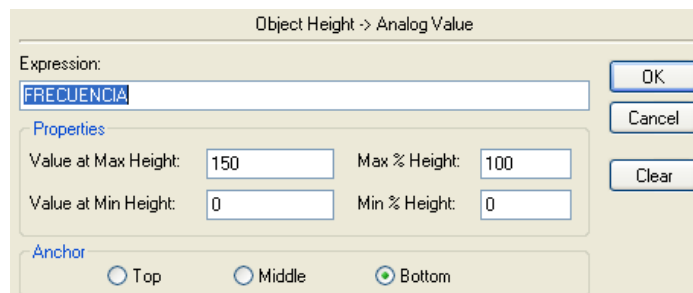 Object Height -> Analog Value
Expression:
FRECUENCIA
OK
Cancel
Clear
Properties
Value at Max Height: 150 Max % Height: 100
Value at Min Height: 0 Min % Height: 0
Anchor
Top Middle Bottom